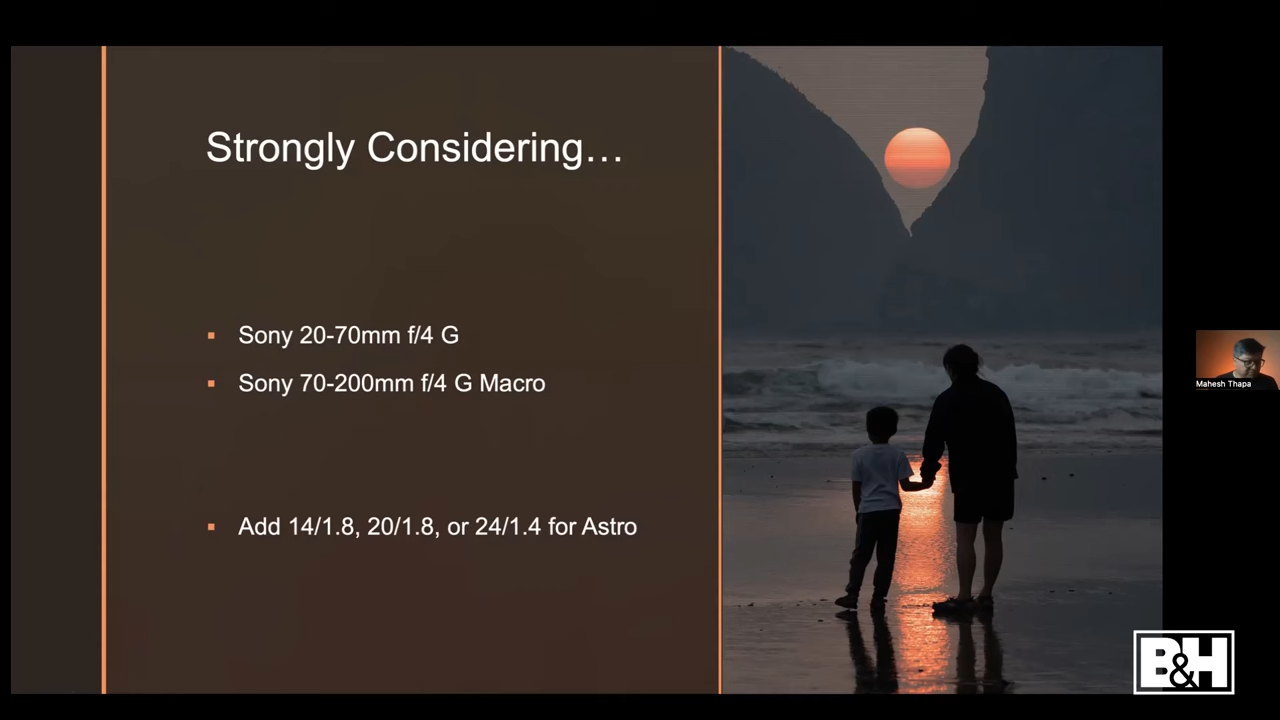 Strongly Considering…
Sony 20-70mm f/4 G
Sony 70-200mm f/4 G Macro
Add 14/1.8, 20/1.8, or 24/1.4 for Astro
Mahesh Thapa
B&H